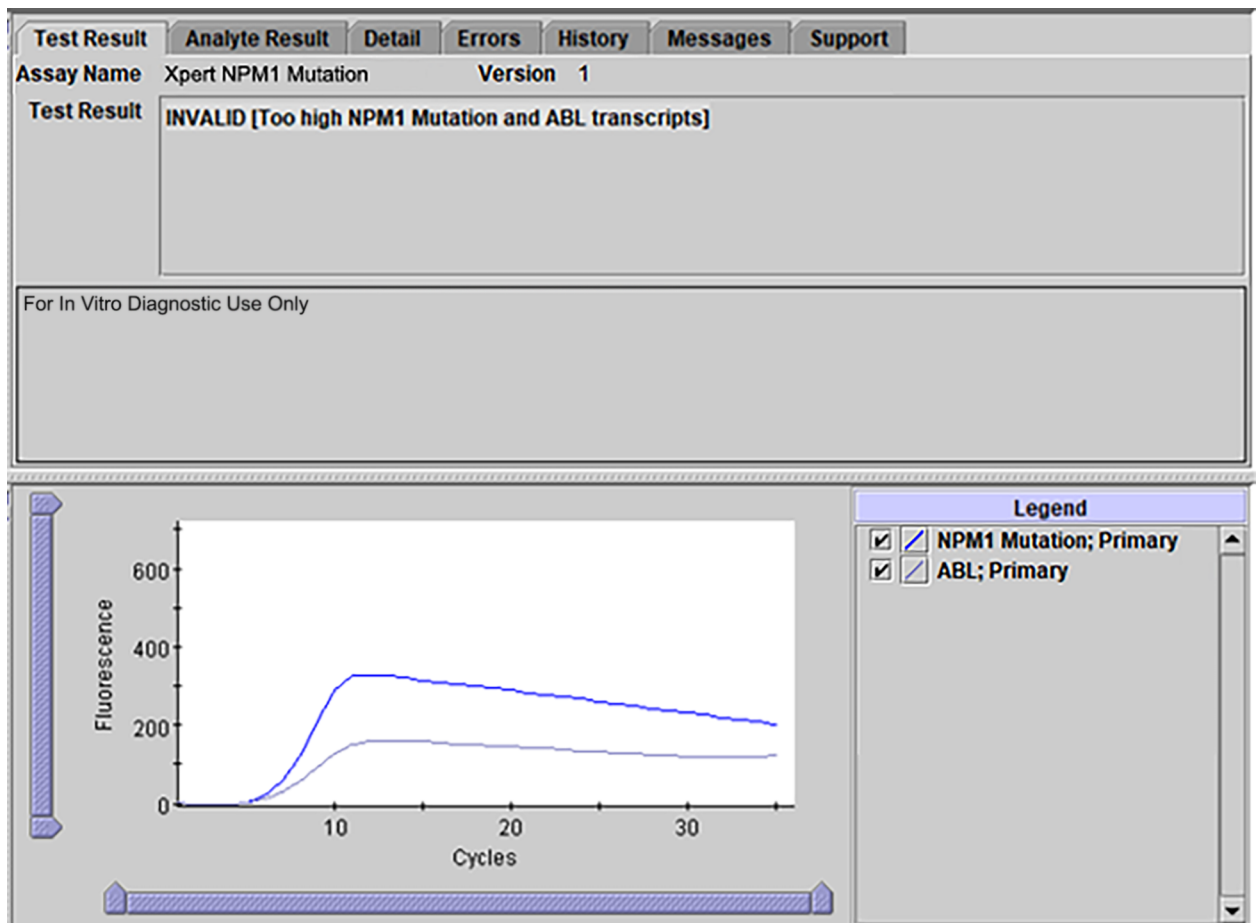 Test Result Analyte Result Detail Errors History Messages Support
Assay Name Xpert NPM1 Mutation Version 1
Test Result INVALID [Too high NPM1 Mutation and ABL transcripts]
For In Vitro Diagnostic Use Only
Legend
NPM1 Mutation; Primary
ABL; Primary
Fluorescence
600
400
200
0
10 20 30
Cycles